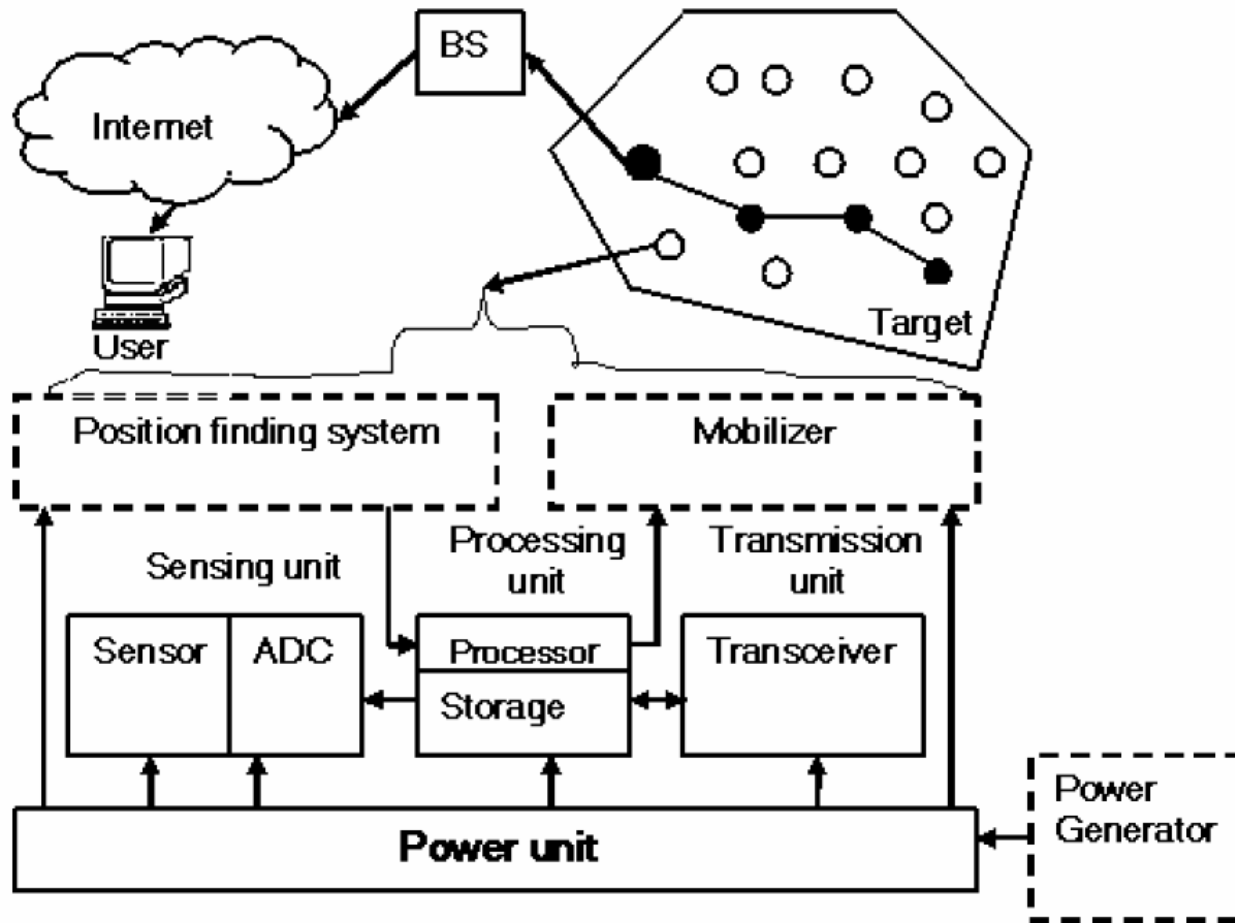 BS
Internet
User
Target
Position finding system
Mobilizer
Sensing unit
Processing
unit
Transmission
unit
Sensor
ADC
Processor
Storage
Transceiver
Power
Generator
Power unit